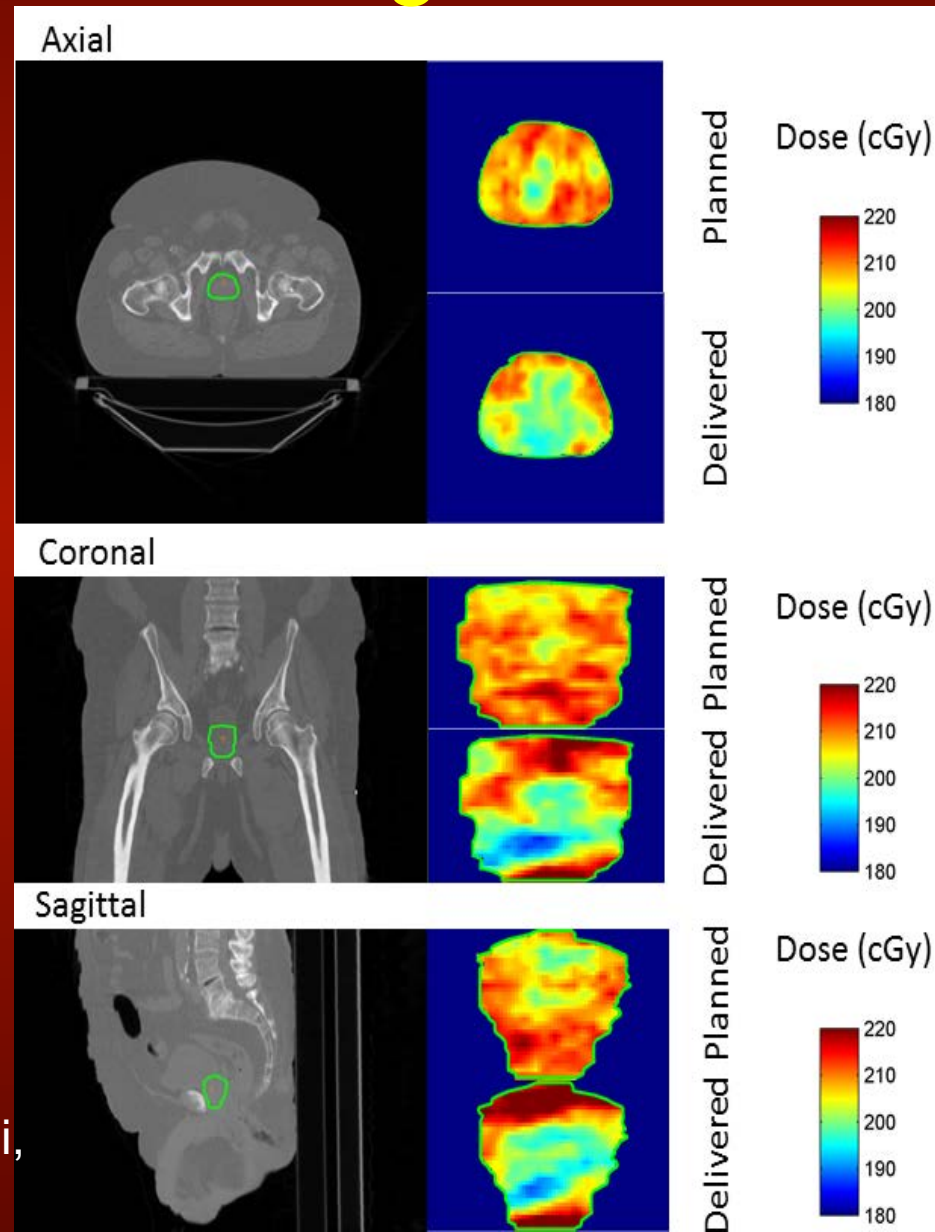 Axial
Planned
Delivered
Dose (cGy)
220
210
200
190
180
Coronal
Planned
Delivered
Dose (cGy)
220
210
200
190
180
Sagittal
Planned
Delivered
Dose (cGy)
220
210
200
190
180
i,